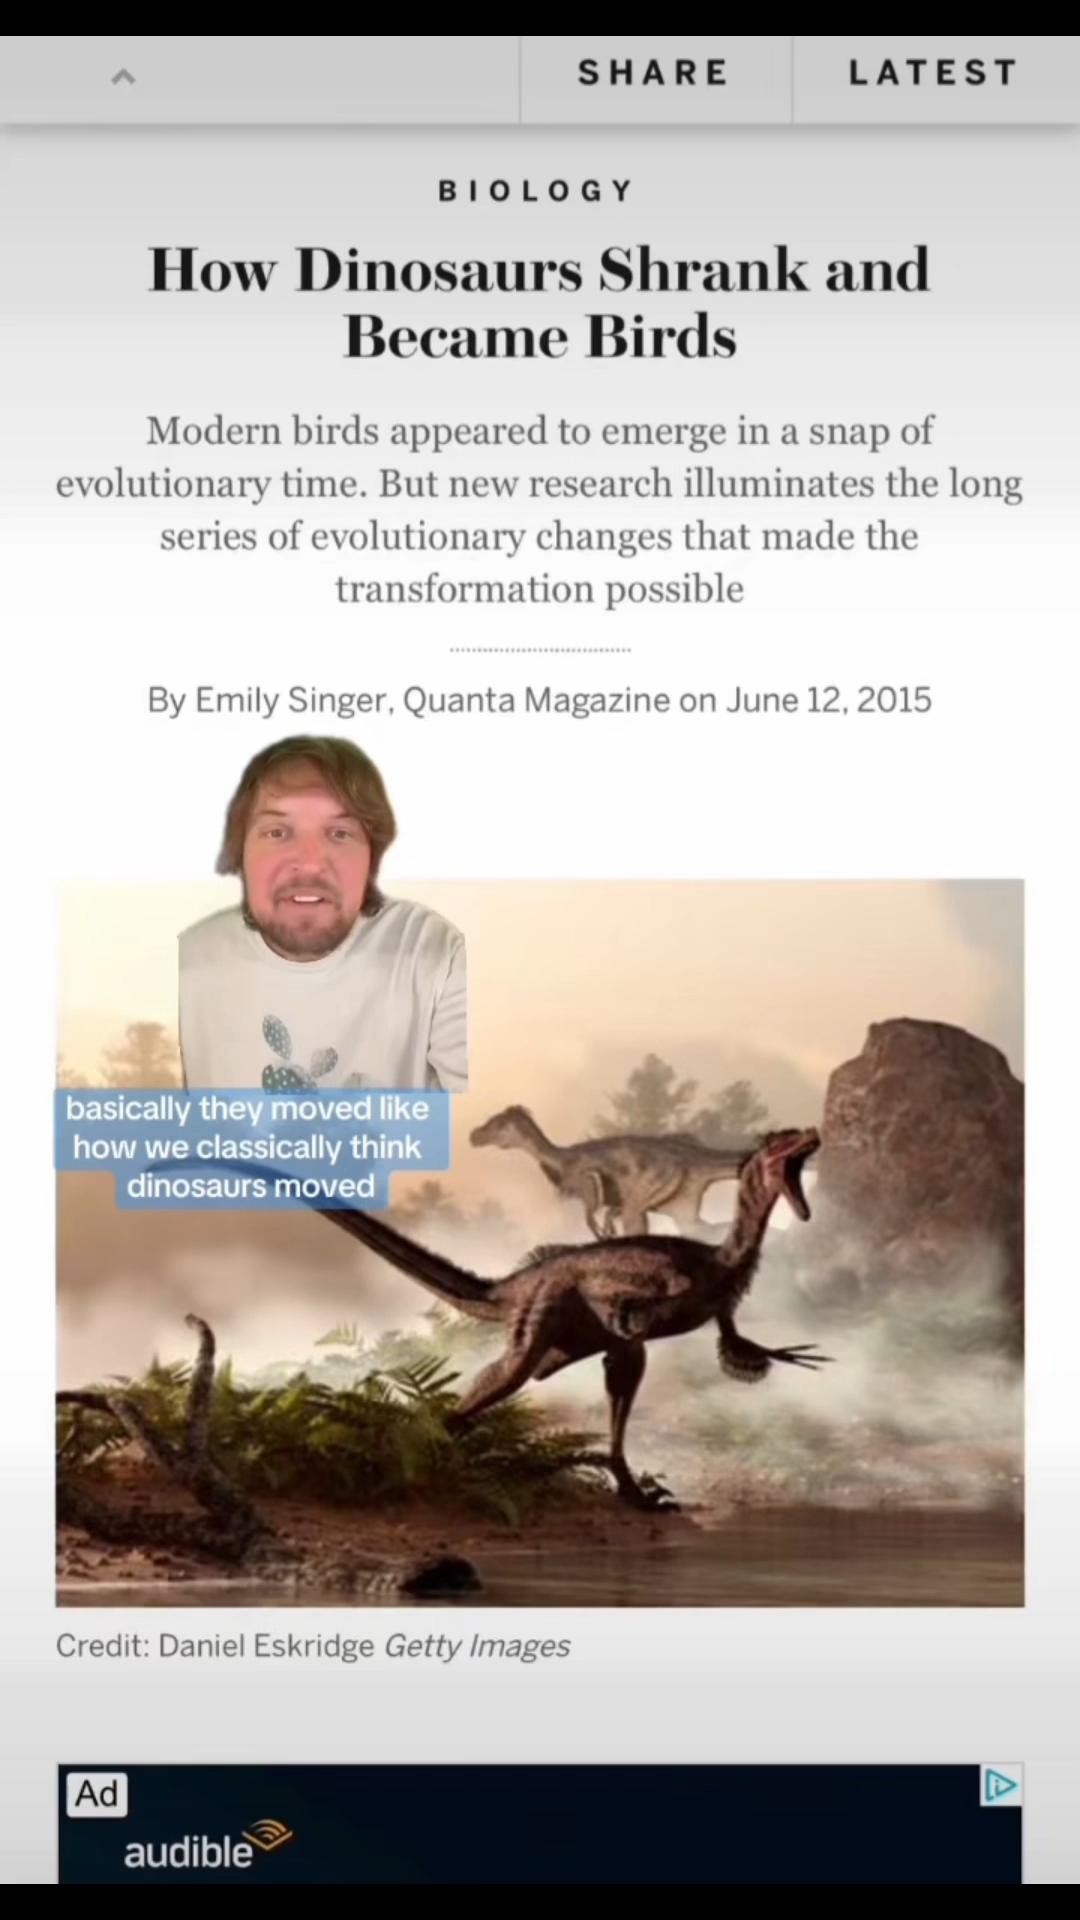 SHARE
LATEST
BIOLOGY
How Dinosaurs Shrank and
Became Birds
Modern birds appeared to emerge in a snap of
evolutionary time. But new research illuminates the long
series of evolutionary changes that made the
transformation possible
By Emily Singer, Quanta Magazine on June 12, 2015
basically they moved like
how we classically think
dinosaurs moved
Credit: Daniel Eskridge Getty Images
Ad
audible